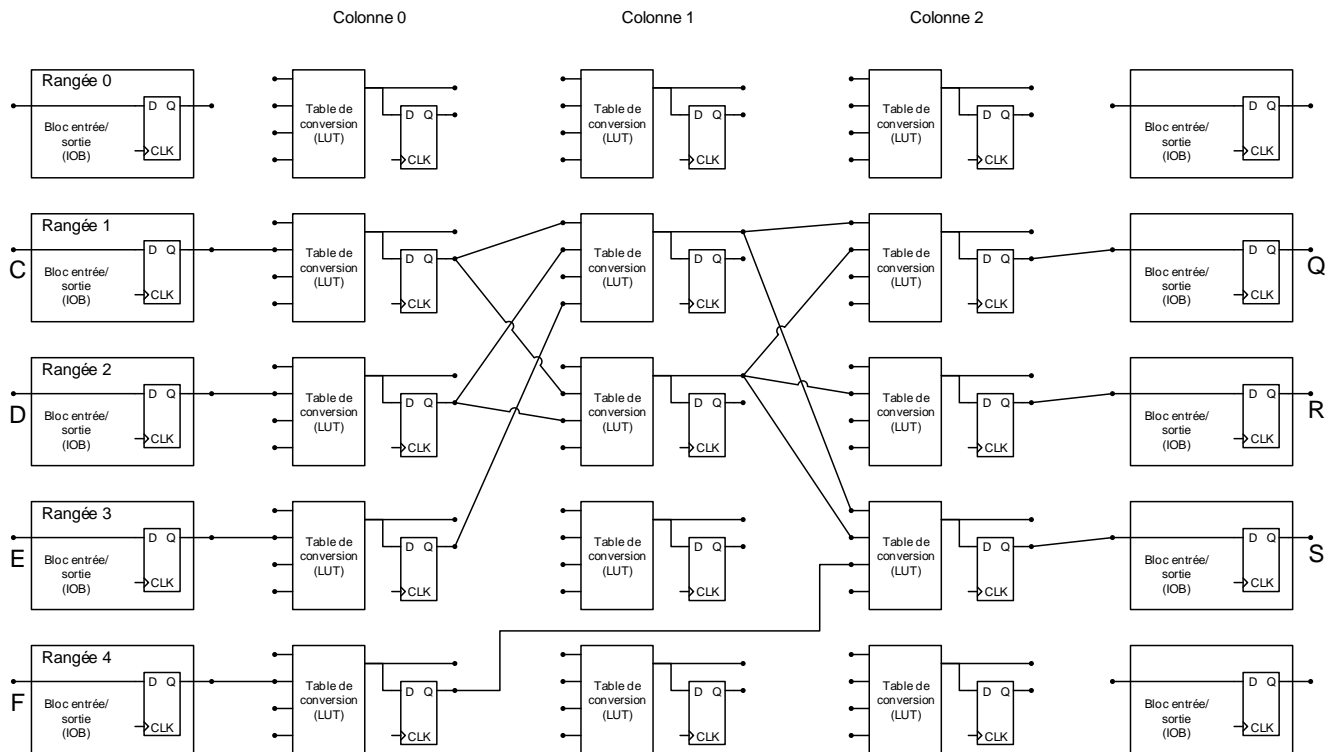 Colonne 0
Colonne 1
Colonne 2
Rangée 0
D Q
Bloc entrée/
sortie
(IOB)
CLK
Table de
conversion
(LUT)
D Q
CLK
Table de
conversion
(LUT)
D Q
CLK
Table de
conversion
(LUT)
D Q
CLK
D Q
Bloc entrée/
sortie
(IOB)
CLK
Rangée 1
C
D Q
Bloc entrée/
sortie
(IOB)
CLK
Table de
conversion
(LUT)
D Q
CLK
Table de
conversion
(LUT)
D Q
CLK
Table de
conversion
(LUT)
D Q
CLK
D Q
Bloc entrée/
sortie
(IOB)
CLK
Q
Rangée 2
D
D Q
Bloc entrée/
sortie
(IOB)
CLK
Table de
conversion
(LUT)
D Q
CLK
Table de
conversion
(LUT)
D Q
CLK
Table de
conversion
(LUT)
D Q
CLK
D Q
Bloc entrée/
sortie
(IOB)
CLK
R
Rangée 3
E
D Q
Bloc entrée/
sortie
(IOB)
CLK
Table de
conversion
(LUT)
D Q
CLK
Table de
conversion
(LUT)
D Q
CLK
Table de
conversion
(LUT)
D Q
CLK
D Q
Bloc entrée/
sortie
(IOB)
CLK
S
Rangée 4
F
D Q
Bloc entrée/
sortie
(IOB)
CLK
Table de
conversion
(LUT)
D Q
CLK
Table de
conversion
(LUT)
D Q
CLK
Table de
conversion
(LUT)
D Q
CLK
D Q
Bloc entrée/
sortie
(IOB)
CLK